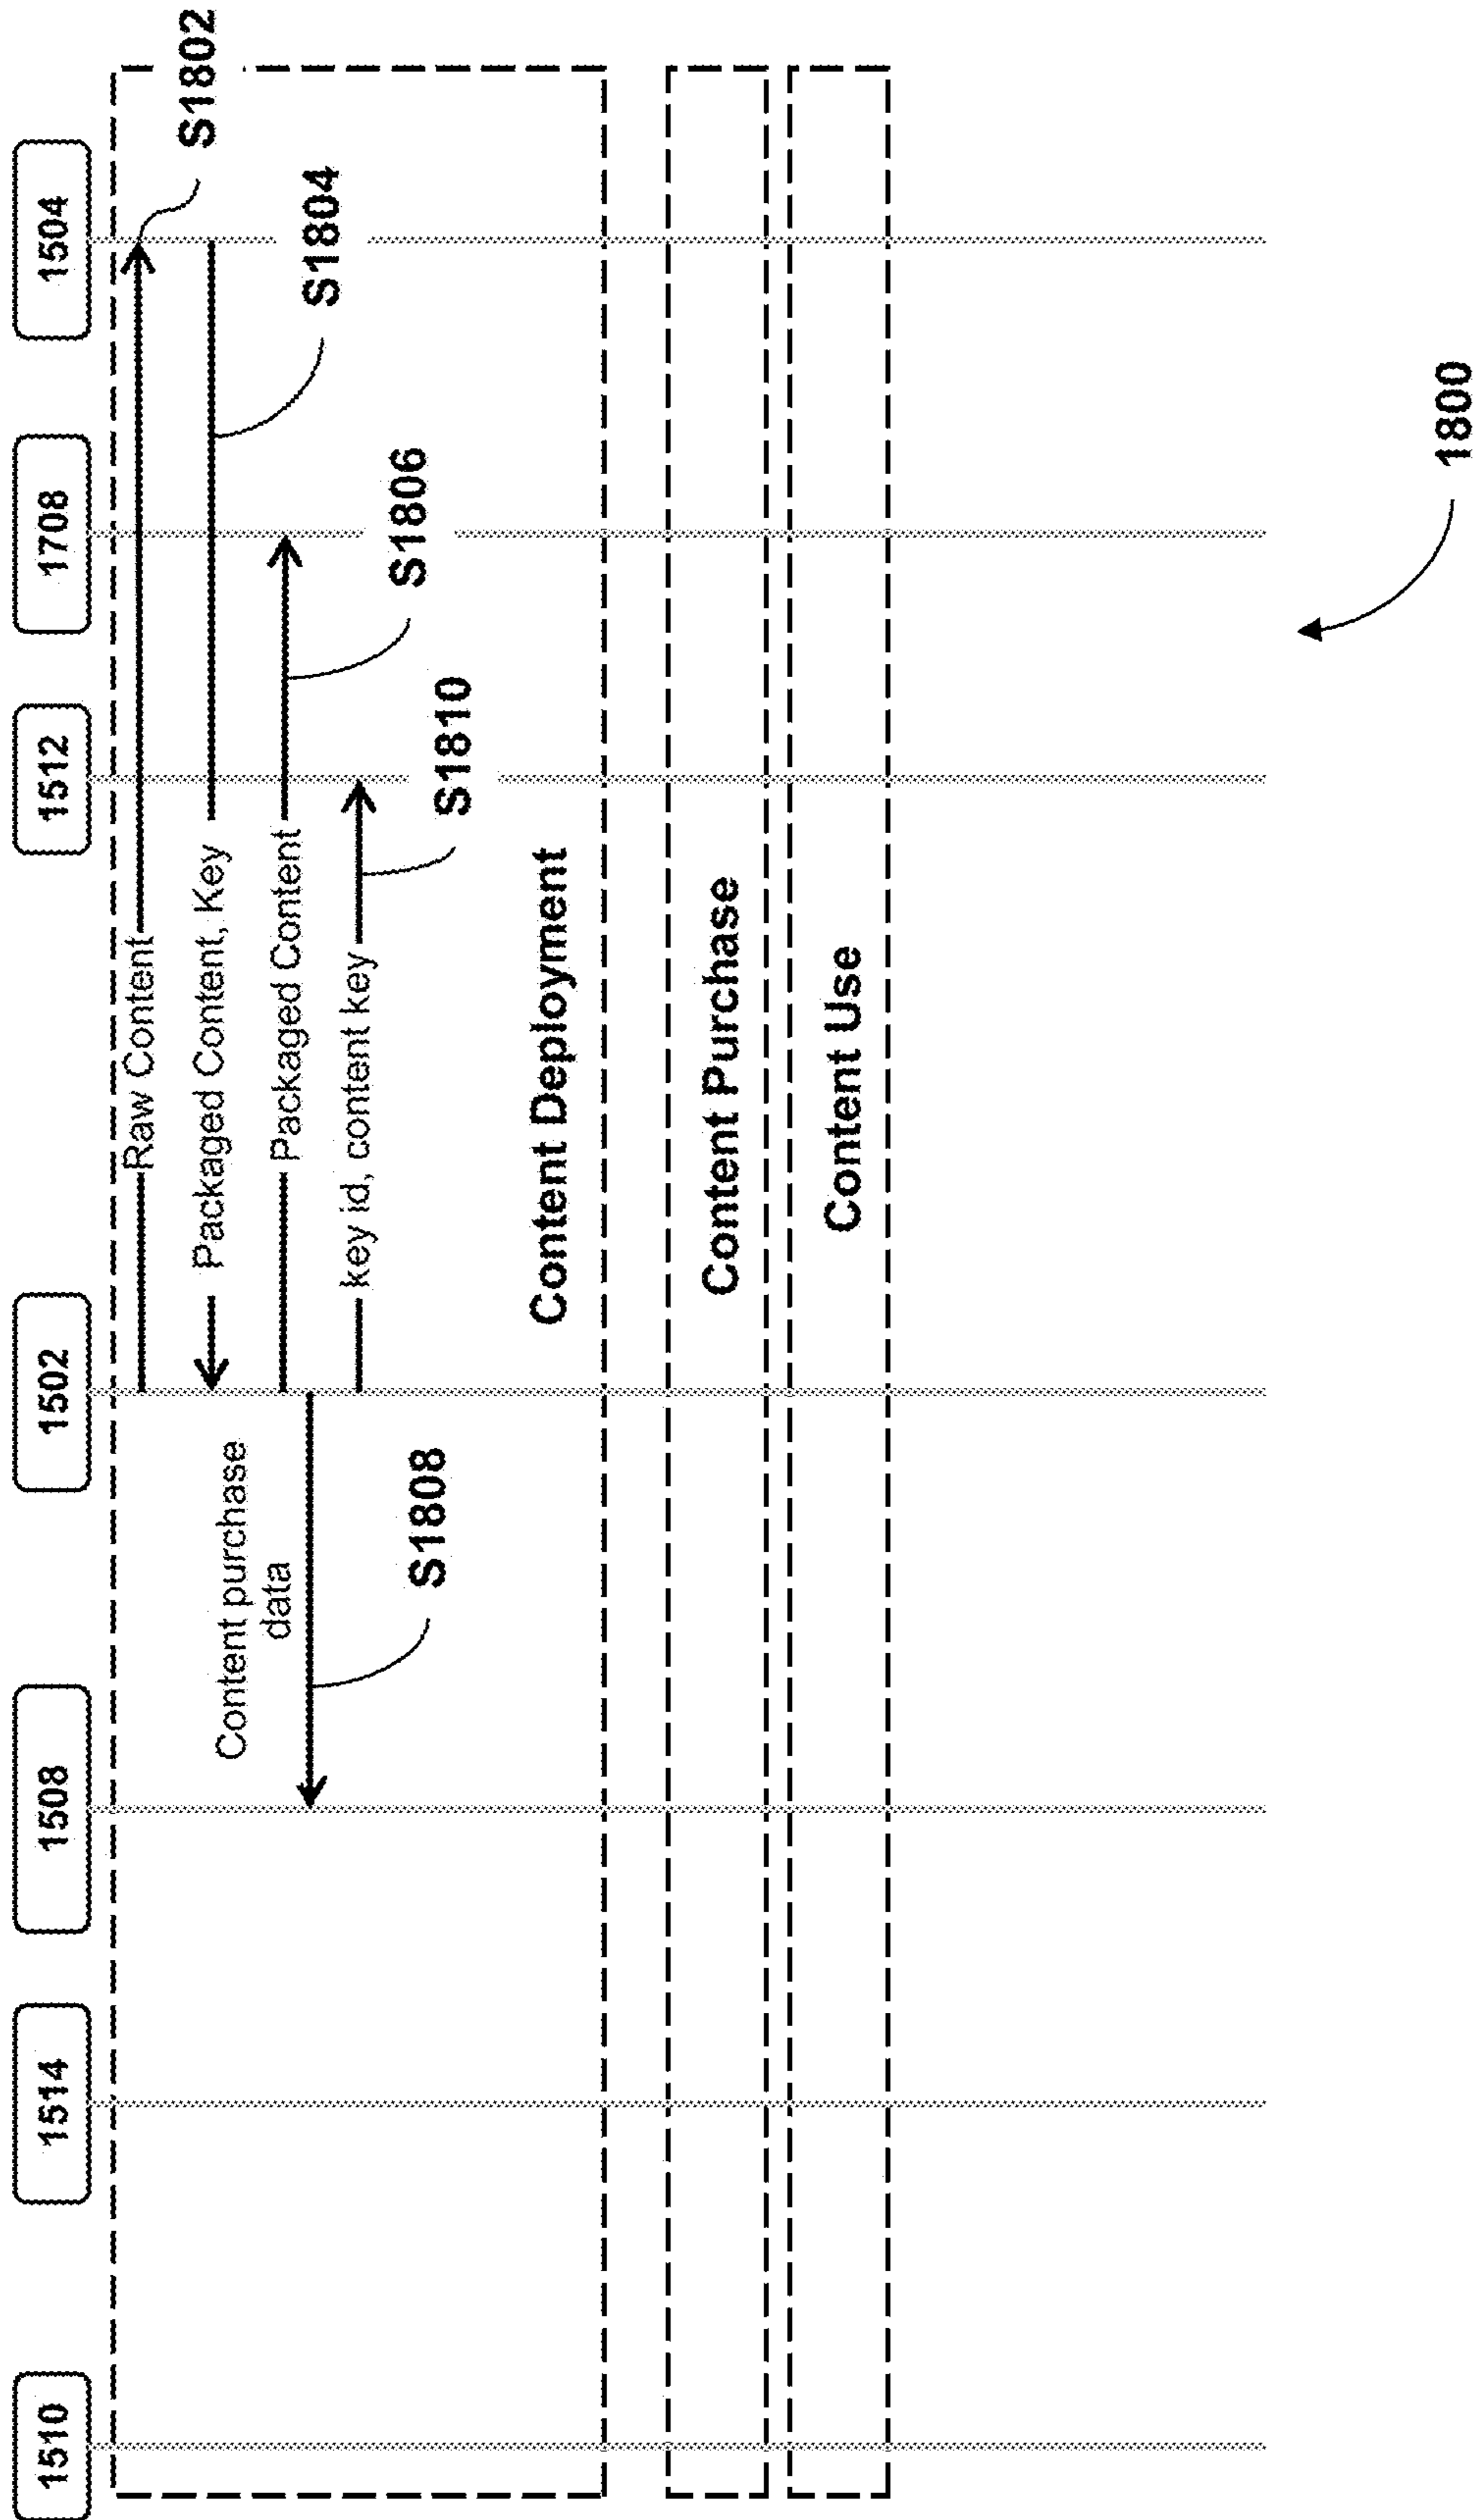 1510
1514
1508
1502
1512
1708
1504
Raw Content
S1802
Packaged Content, Key
S1804
Content purchase
data
Packaged Content
S1806
S1808
key id, content key
S1810
Content Deployment
Content Purchase
Content Use
1800